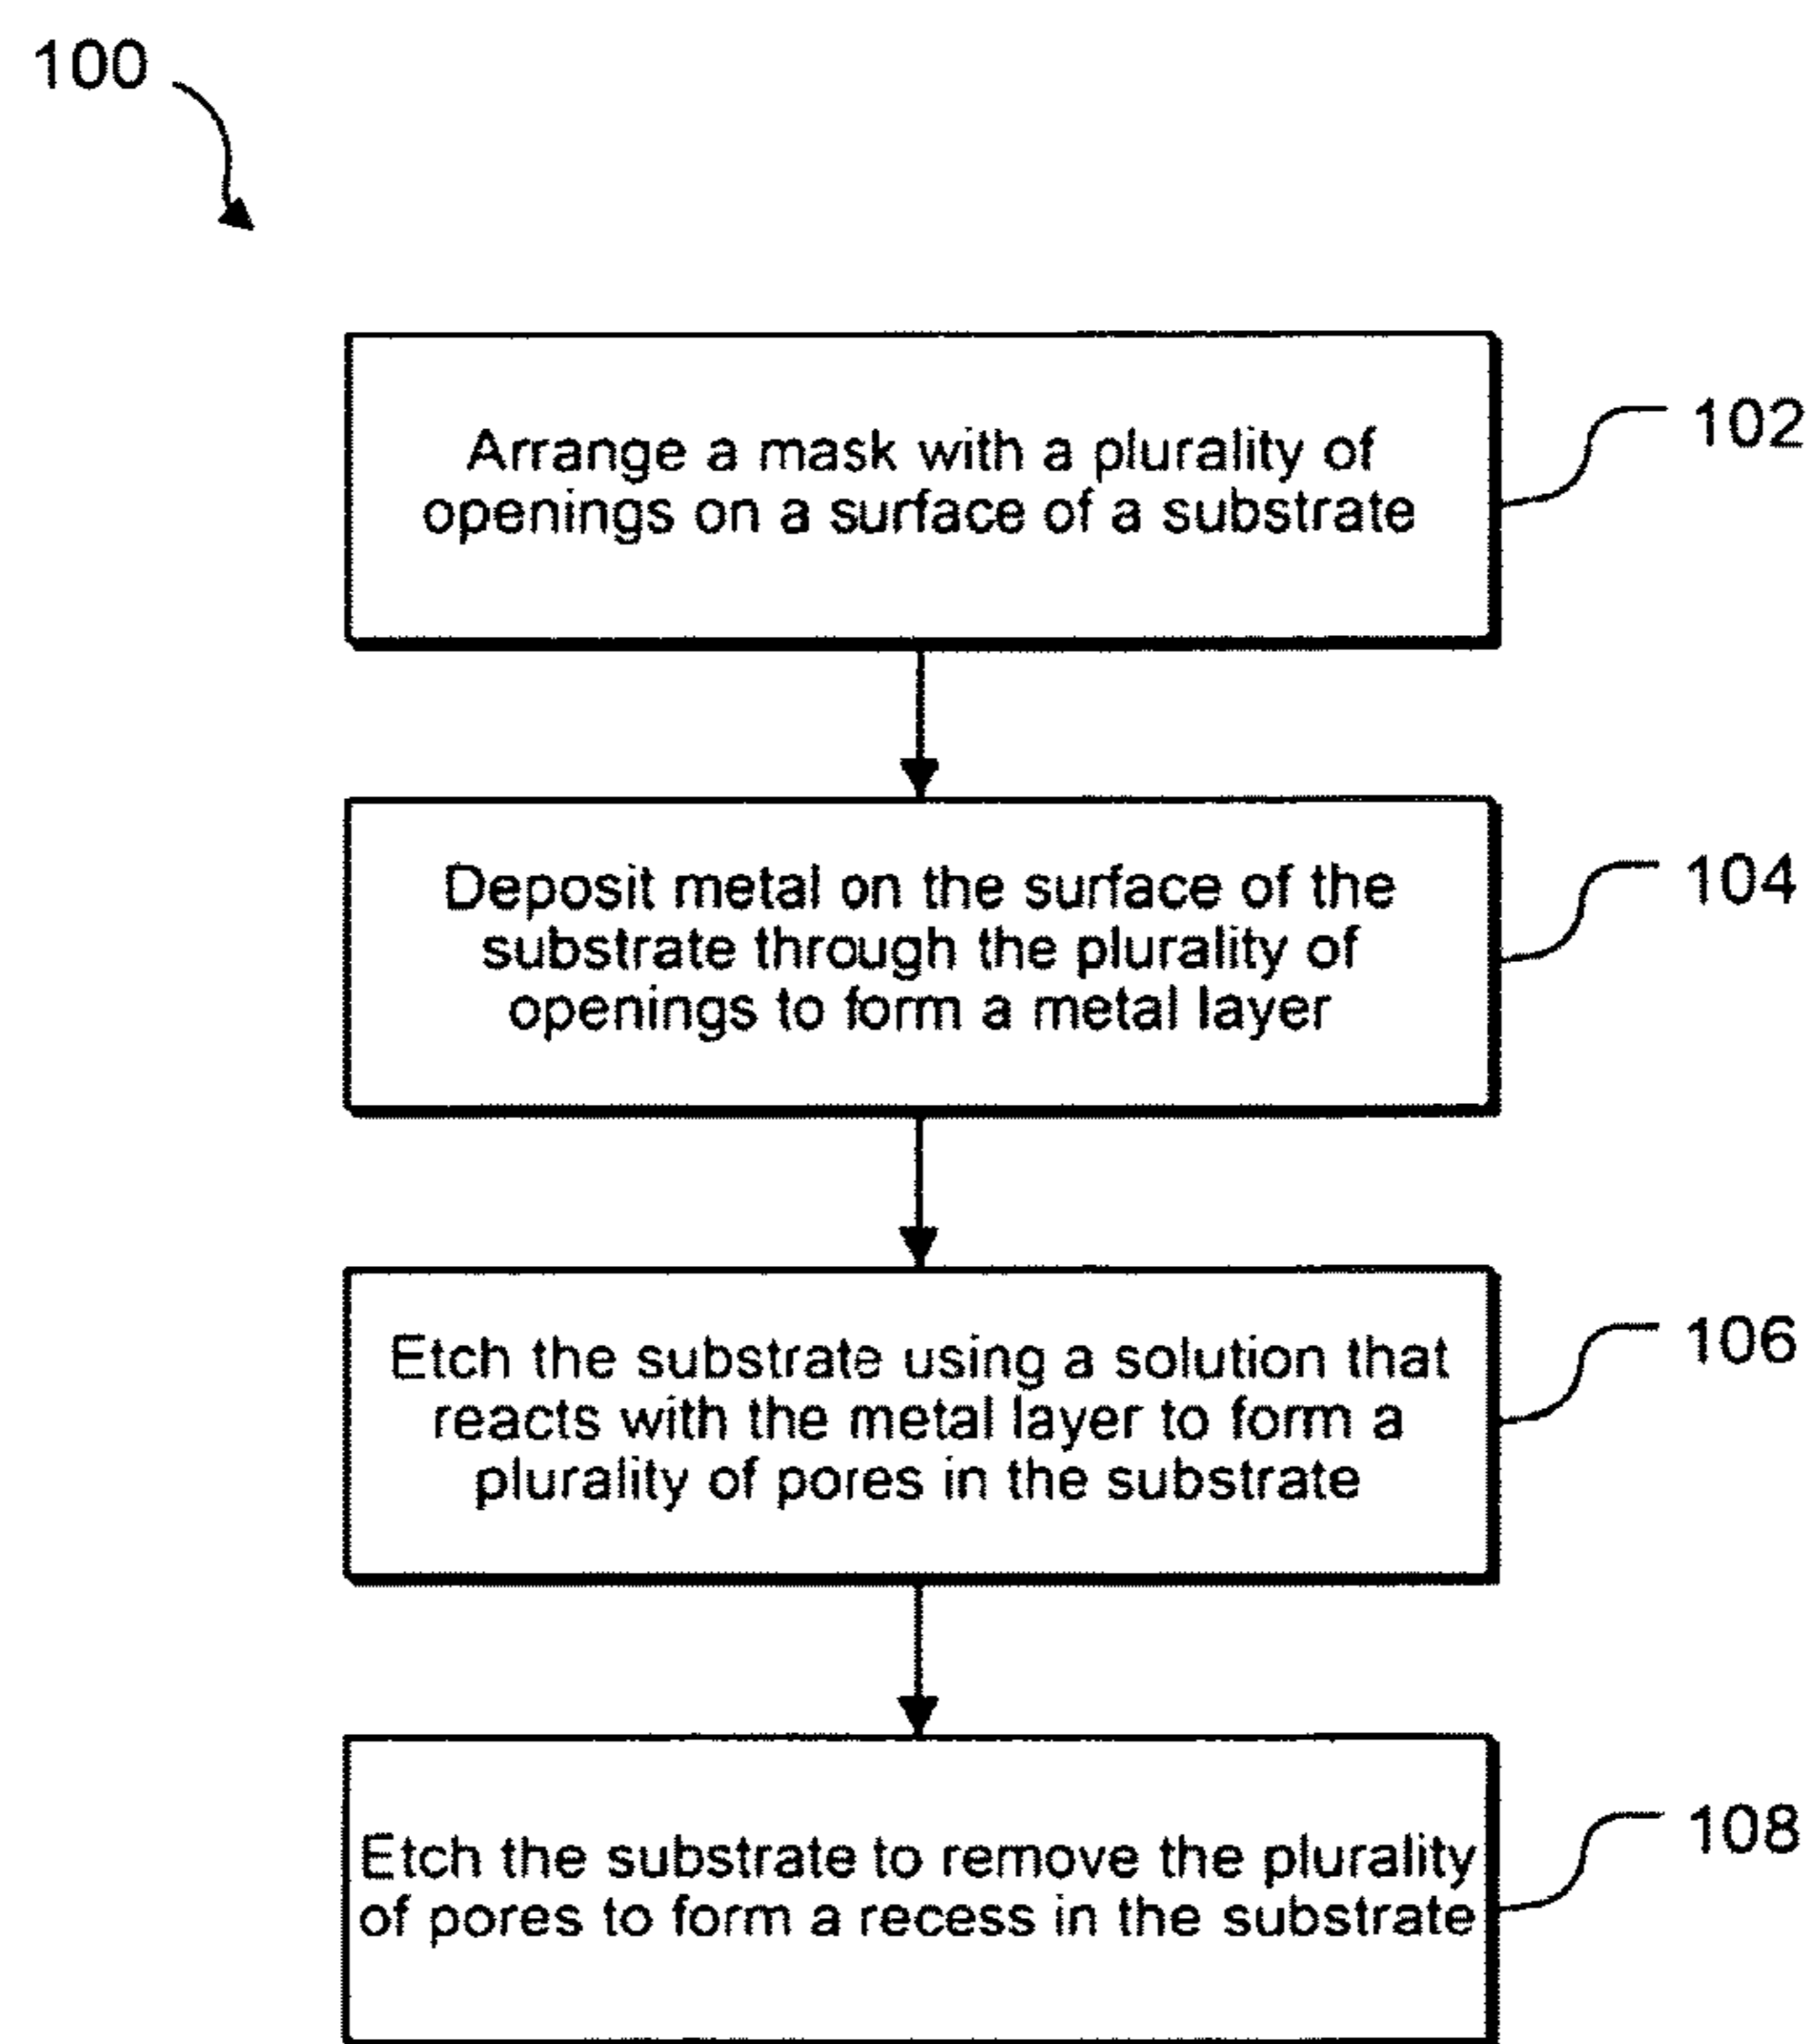 100
Arrange a mask with a plurality of
openings on a surface of a substrate
102
Deposit metal on the surface of the
substrate through the plurality of
openings to form a metal layer
104
Etch the substrate using a solution that
reacts with the metal layer to form a
plurality of pores in the substrate
106
Etch the substrate to remove the plurality
of pores to form a recess in the substrate
108